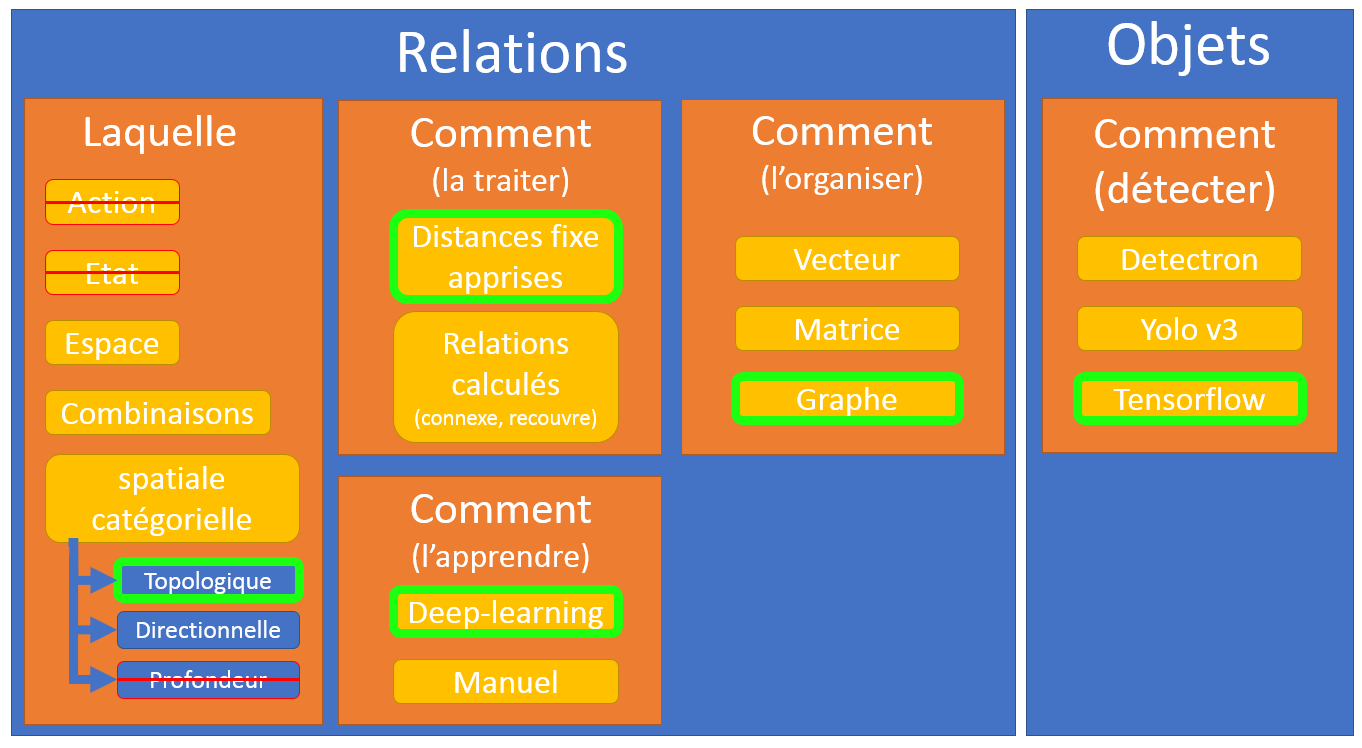 Relations
Laquelle
Action
Etat
Espace
Combinaisons
spatiale
catégorielle
Topologique
Directionnelle
Profondeur
Comment
(la traiter)
Distances fixe
apprises
Relations
calculés
(connexe, recouvre)
Comment
(l’apprendre)
Deep-learning
Manuel
Comment
(l’organiser)
Vecteur
Matrice
Graphe
Objets
Comment
(détecter)
Detectron
Yolo v3
Tensorflow